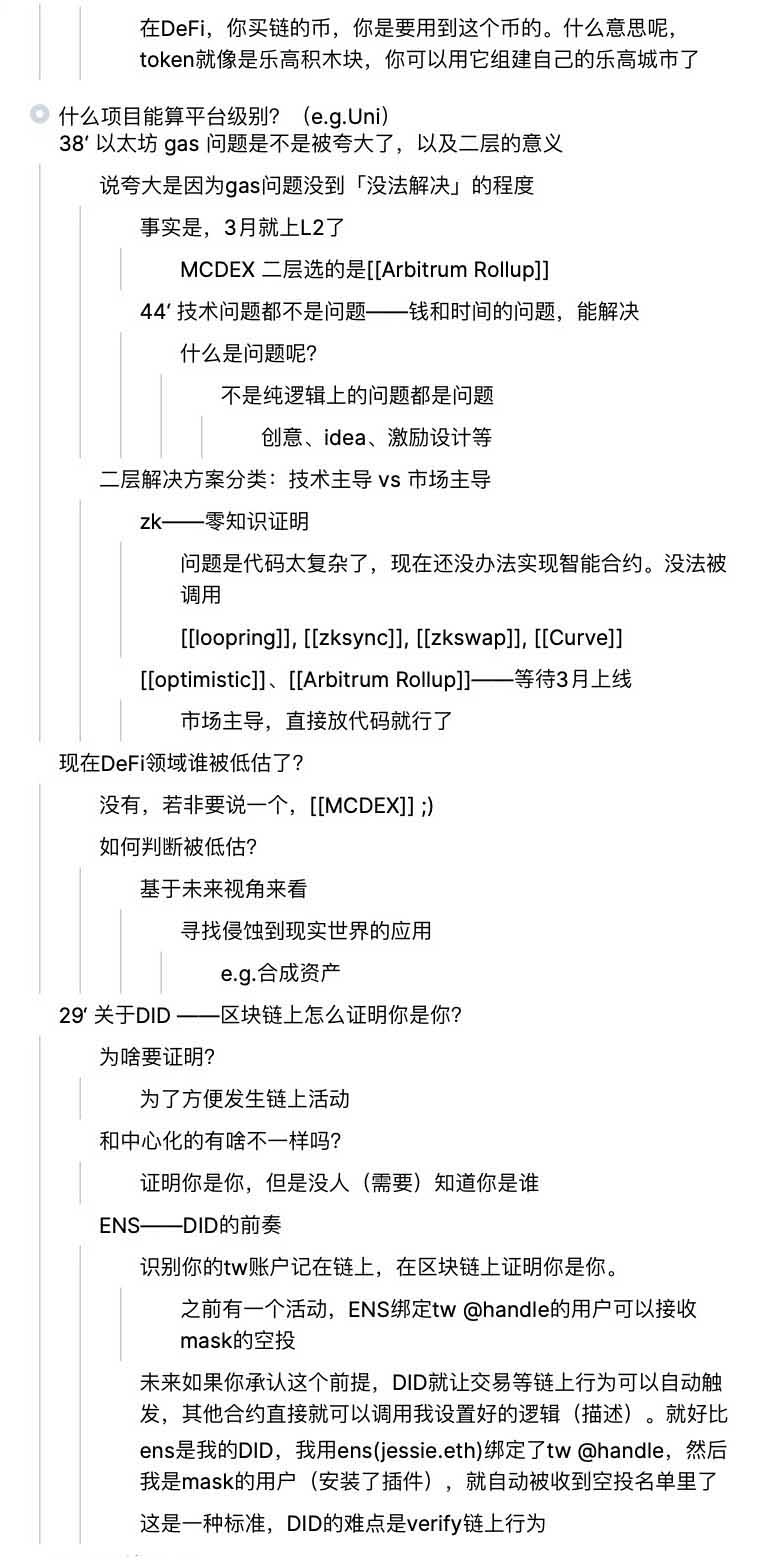 在DeFi，你买链的币，你是要用到这个币的。什么意思呢，
token就像是乐高积木块，你可以用它组建自己的乐高城市了
什么项目能算平台级别？（e.g.Uni）
38‘ 以太坊 gas 问题是不是被夸大了，以及二层的意义
说夸大是因为gas问题没到「没法解决」的程度
事实是，3月就上L2了
MCDEX 二层选的是[[Arbitrum Rollup]]
44‘ 技术问题都不是问题——钱和时间的问题，能解决
什么是问题呢？
不是纯逻辑上的问题都是问题
创意、idea、激励设计等
二层解决方案分类：技术主导 vs 市场主导
zk——零知识证明
问题是代码太复杂了，现在还没办法实现智能合约。没法被
调用
[[loopring]], [[zksync]], [[zkswap]], [[Curve]]
[[optimistic]]、[[Arbitrum Rollup]]——等待3月上线
市场主导，直接放代码就行了
现在DeFi领域谁被低估了？
没有，若非要说一个，[[MCDEX]] ;)
如何判断被低估？
基于未来视角来看
寻找侵蚀到现实世界的应用
e.g.合成资产
29‘ 关于DID ——区块链上怎么证明你是你？
为啥要证明？
为了方便发生链上活动
和中心化的有啥不一样吗？
证明你是你，但是没人（需要）知道你是谁
ENS——DID的前奏
识别你的tw账户记在链上，在区块链上证明你是你。
之前有一个活动，ENS绑定tw @handle的用户可以接收
mask的空投
未来如果你承认这个前提，DID就让交易等链上行为可以自动触
发，其他合约直接就可以调用我设置好的逻辑（描述）。就好比
ens是我的DID，我用ens(jessie.eth)绑定了tw @handle，然后
我是mask的用户（安装了插件），就自动被收到空投名单里了
这是一种标准，DID的难点是verify链上行为